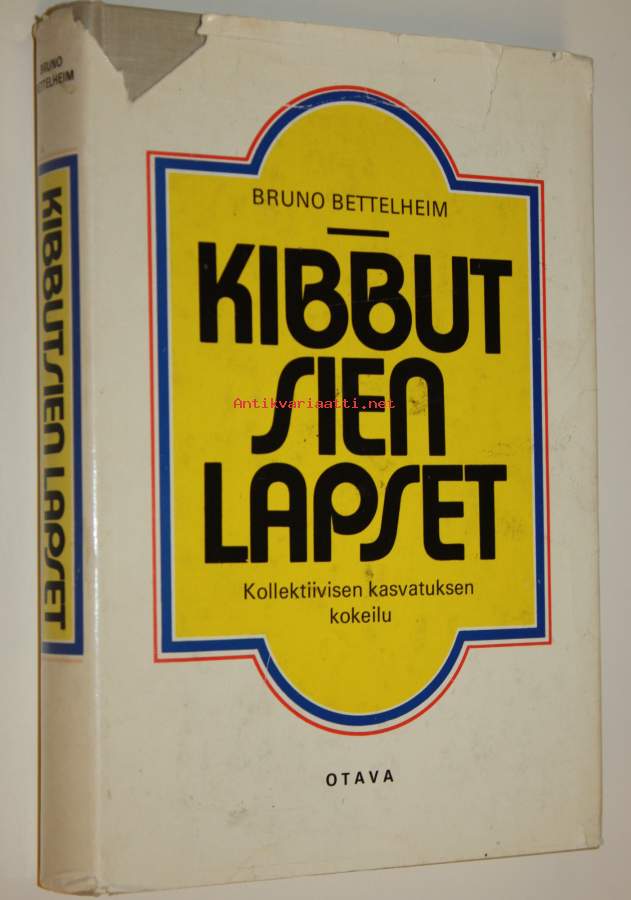 BRUNO
BETTELHEIM
KIBBUTSIEN LAPSET
BRUNO BETTELHEIM
KIBBUT
SIEN
Antikvariaatti.net
LAPSET
Kollektiivisen kasvatuksen
kokeilu
OTAVA